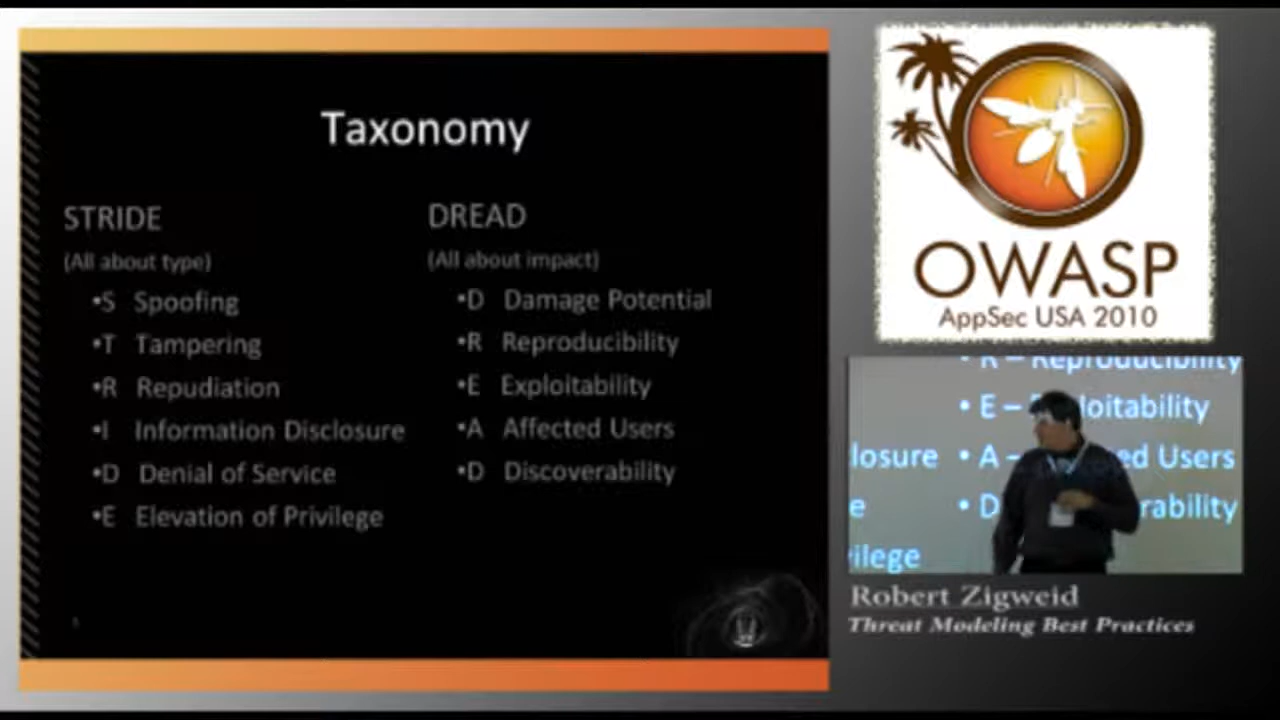 Taxonomy
STRIDE
(All about type)
•S Spoofing
•T Tampering
•R Repudiation
•I Information Disclosure
•D Denial of Service
•E Elevation of Privilege
DREAD
(All about impact)
•D Damage Potential
•R Reproducibility
•E Exploitability
•A Affected Users
•D Discoverability
OWASP
AppSec USA 2010
• R – Reproducibility
• E – loitability
losure • A – ed Users
e • D rability
vilege
Robert Zigweid
Threat Modeling Best Practices